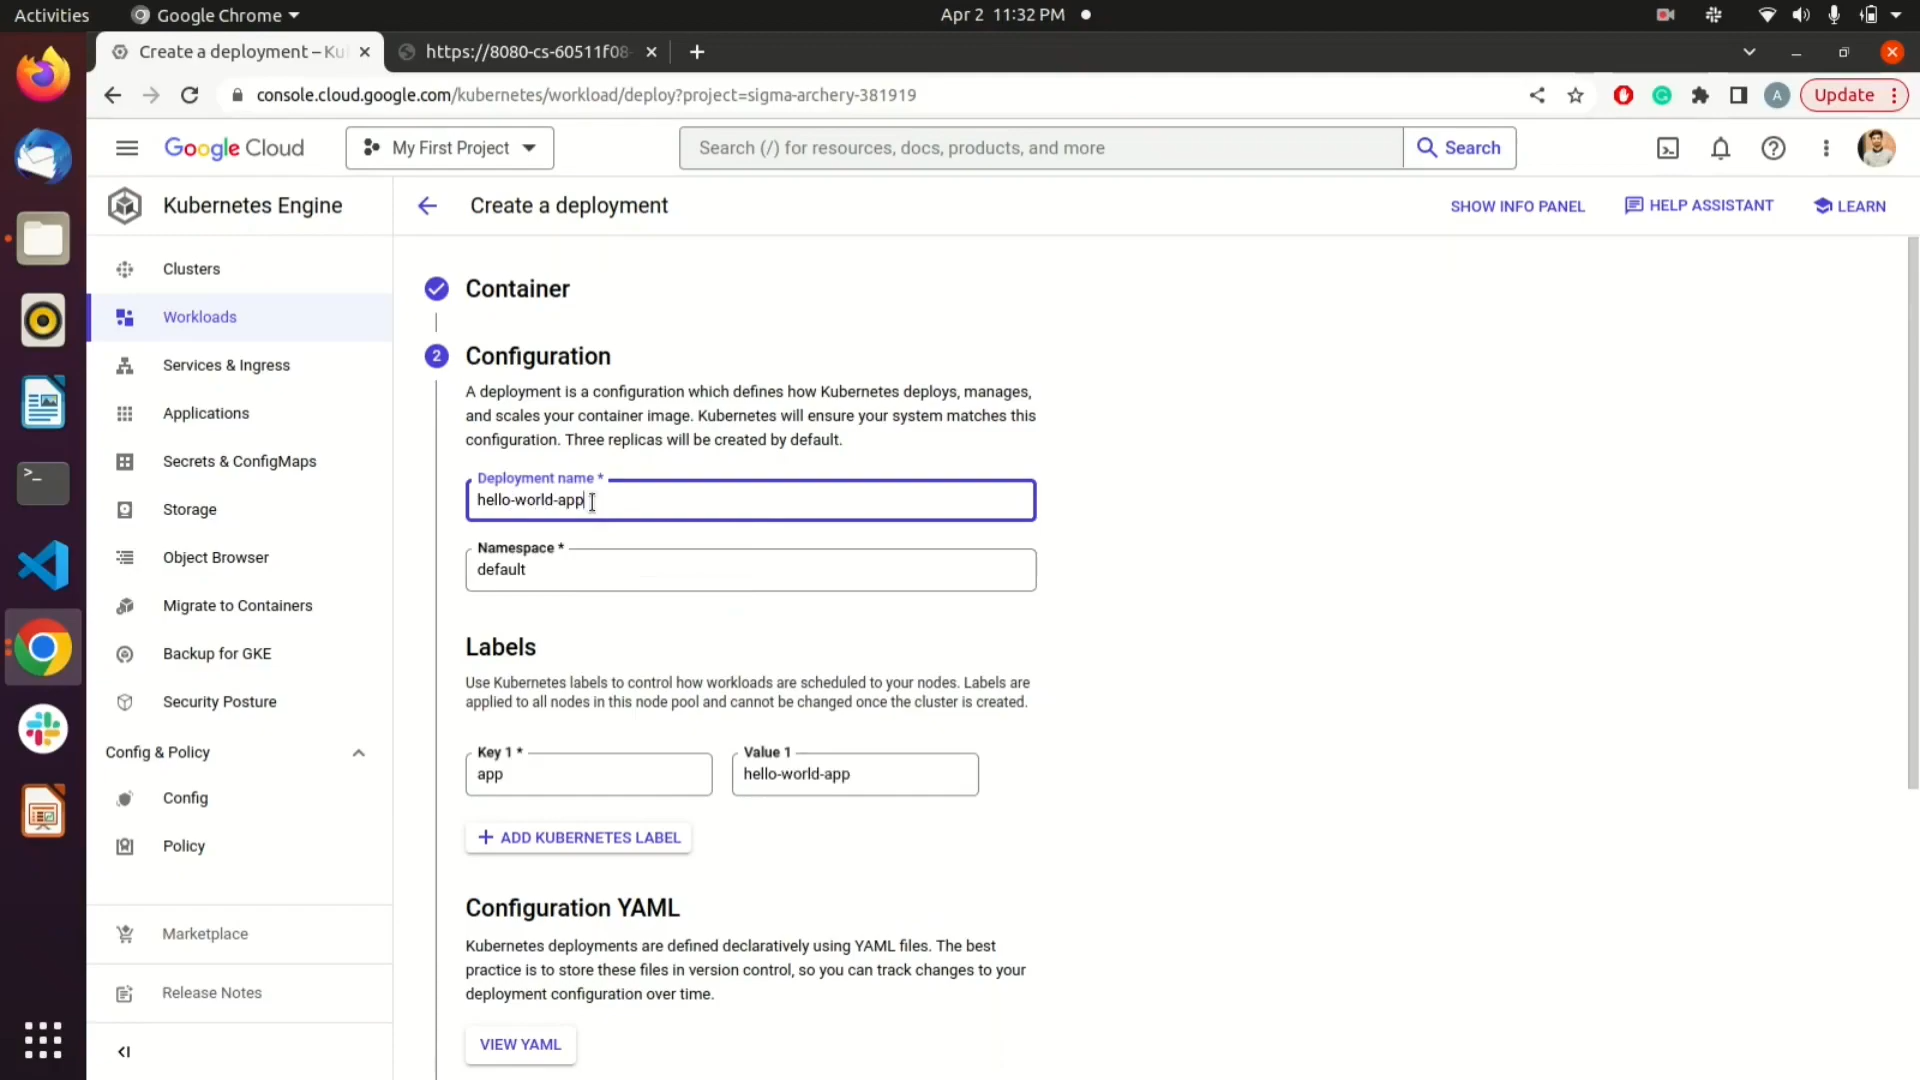 Activities
Google Chrome
Apr 2 11:32 PM
Create a deployment – Ku
https://8080-cs-60511f08-
console.cloud.google.com/kubernetes/workload/deploy?project=sigma-archery-381919
A
Update
Google Cloud
My First Project
Search (/) for resources, docs, products, and more
Search
Kubernetes Engine
Create a deployment
SHOW INFO PANEL
HELP ASSISTANT
LEARN
Clusters
Workloads
Services & Ingress
Applications
Secrets & ConfigMaps
Storage
Object Browser
Migrate to Containers
Backup for GKE
Security Posture
Config & Policy
Config
Policy
Marketplace
Release Notes
Container
2
Configuration
A deployment is a configuration which defines how Kubernetes deploys, manages,
and scales your container image. Kubernetes will ensure your system matches this
configuration. Three replicas will be created by default.
Deployment name *
hello-world-app
Namespace *
default
Labels
Use Kubernetes labels to control how workloads are scheduled to your nodes. Labels are
applied to all nodes in this node pool and cannot be changed once the cluster is created.
Key 1 *
app
Value 1
hello-world-app
ADD KUBERNETES LABEL
Configuration YAML
Kubernetes deployments are defined declaratively using YAML files. The best
practice is to store these files in version control, so you can track changes to your
deployment configuration over time.
VIEW YAML